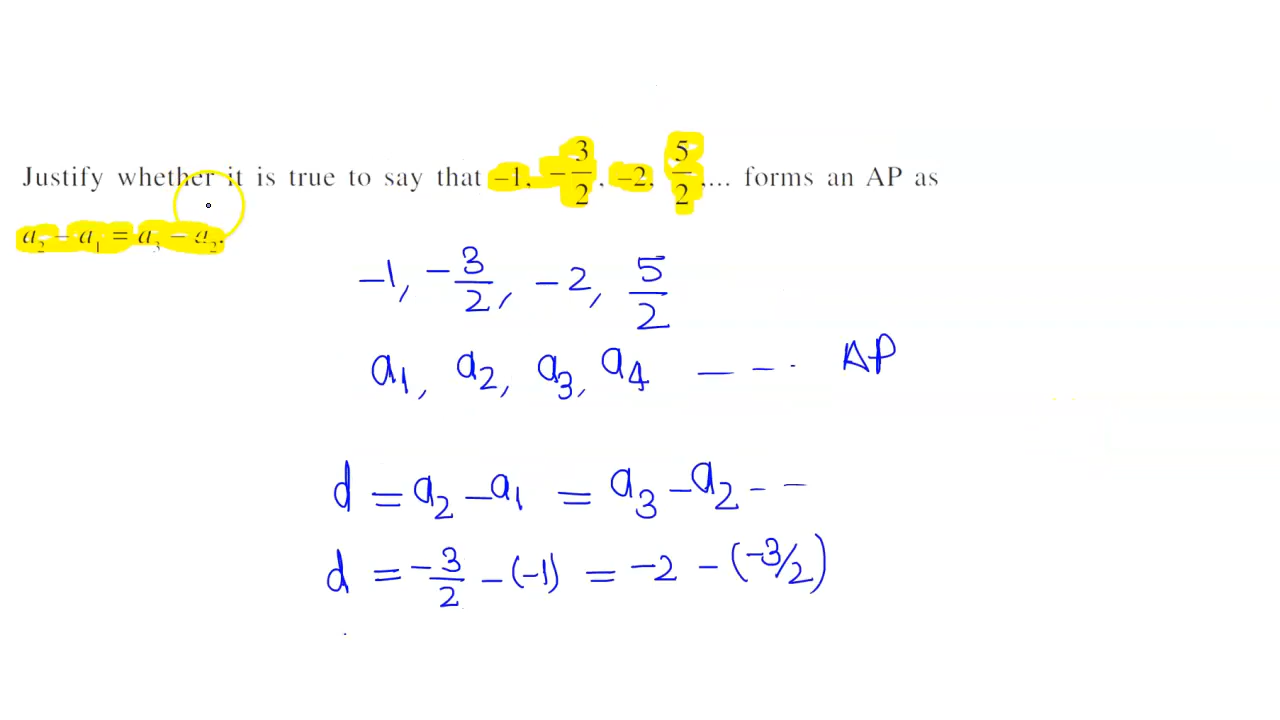 Justify whether it is true to say that –1, –3/2, –2, 5/2,... forms an AP as
a₂ – a₁ = a₃ – a₂.
-1, -3/2, -2, 5/2
a₁, a₂, a₃, a₄ – – - AP
d = a₂ - a₁ = a₃ - a₂ - -
d = -3/2 - (-1) = -2 - (-3/2)